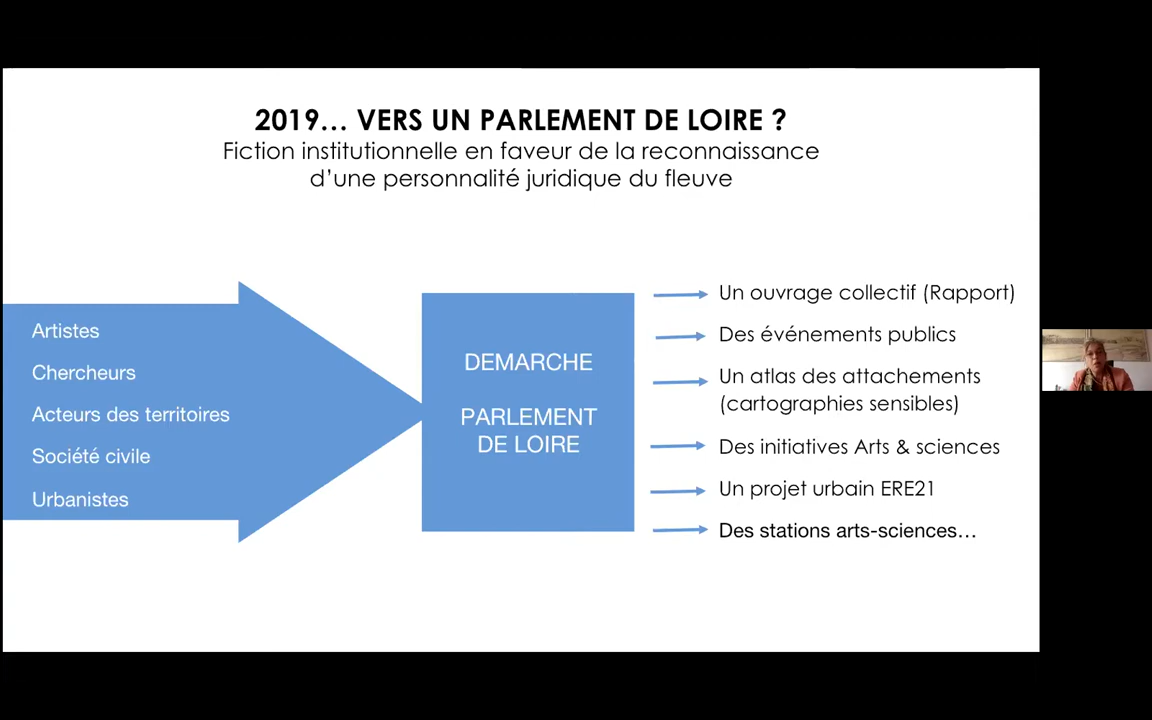 2019… VERS UN PARLEMENT DE LOIRE ?
Fiction institutionnelle en faveur de la reconnaissance
d’une personnalité juridique du fleuve
Artistes
Chercheurs
Acteurs des territoires
Société civile
Urbanistes
DEMARCHE
PARLEMENT
DE LOIRE
Un ouvrage collectif (Rapport)
Des événements publics
Un atlas des attachements
(cartographies sensibles)
Des initiatives Arts & sciences
Un projet urbain ERE21
Des stations arts-sciences…